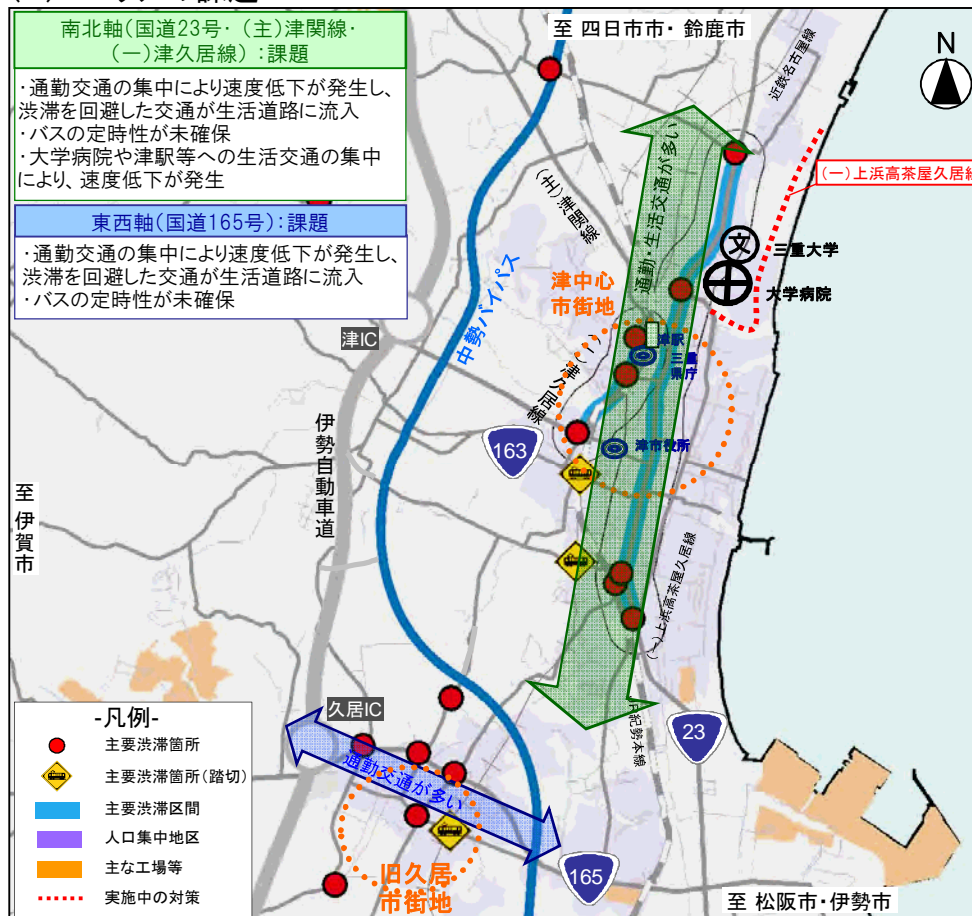 南北軸(国道23号・(主)津関線・
(一)津久居線):課題
・通勤交通の集中により速度低下が発生し、
渋滞を回避した交通が生活道路に流入
・バスの定時性が未確保
・大学病院や津駅等への生活交通の集中
により、速度低下が発生
東西軸(国道165号):課題
・通勤交通の集中により速度低下が発生し、
渋滞を回避した交通が生活道路に流入
・バスの定時性が未確保
至 四日市市・鈴鹿市
近鉄名古屋線
N
(一)上浜高茶屋久居線
通勤・生活交通が多い
(主)津関線
三重大学
文
大学病院
津中心
市街地
中勢バイパス
津IC
津駅
三重
県庁
(一)津久居線
163
津市役所
伊勢自動車道
至 伊賀市
(一)上浜高茶屋久居線
久居IC
紀勢本線
23
通勤交通が多い
旧久居
市街地
165
至 松阪市・伊勢市
-凡例-
主要渋滞箇所
主要渋滞箇所(踏切)
主要渋滞区間
人口集中地区
主な工場等
実施中の対策